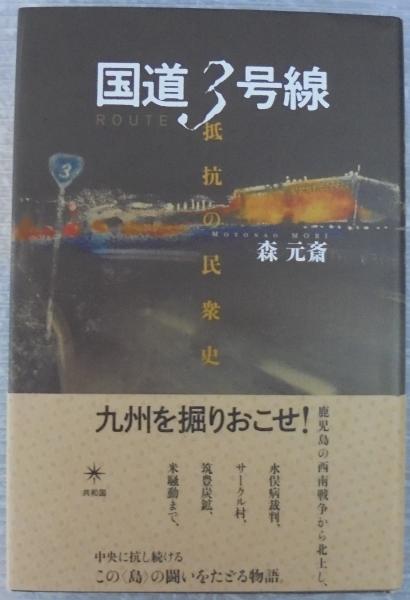 国道3号線
ROUTE
3
抵抗の民衆史
MOTONAO MORI
森 元斎
九州を掘りおこせ!
鹿児島の西南戦争から北上し、
水俣病裁判、
サークル村、
筑豊炭鉱、
米騒動まで、
中央に抗し続ける
この〈島〉の闘いをたどる物語。
共和国